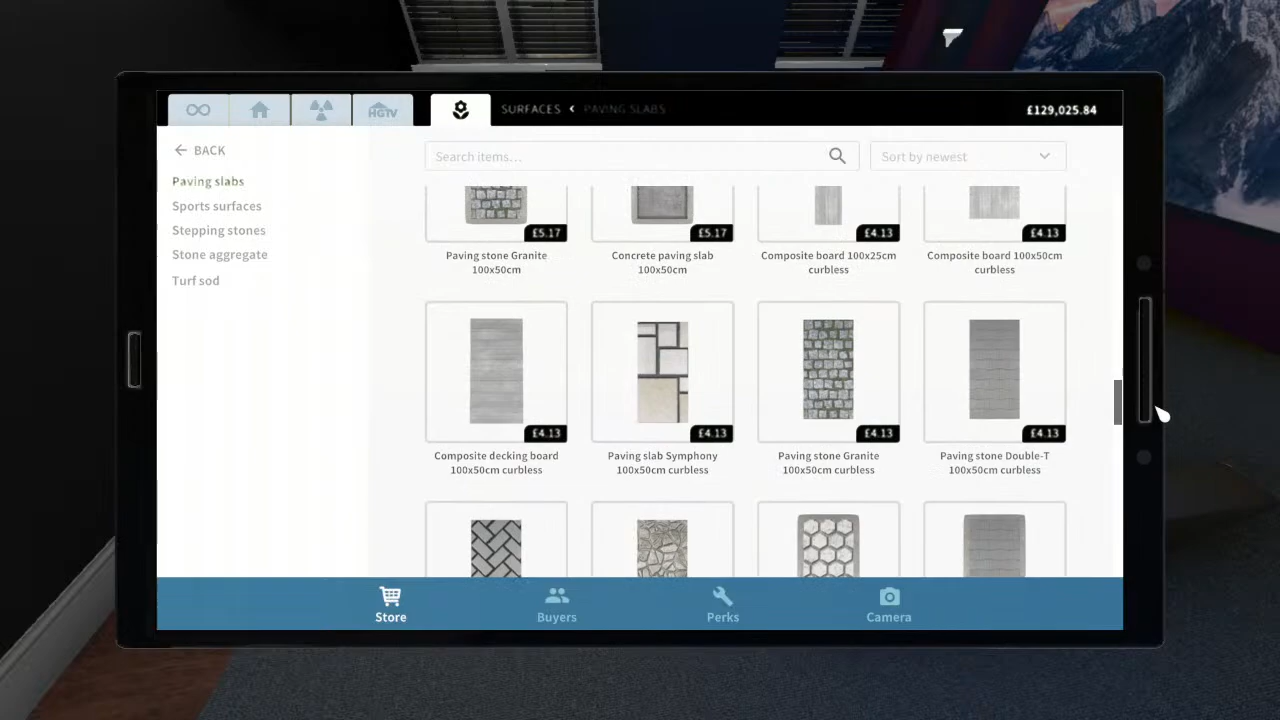 HGTV
SURFACES < PAVING SLABS
£129,025.84
BACK
Search items...
Sort by newest
Paving slabs
Sports surfaces
Stepping stones
Stone aggregate
Turf sod
£5.17
£5.17
£4.13
£4.13
Paving stone Granite
100x50cm
Concrete paving slab
100x50cm
Composite board 100x25cm
curbless
Composite board 100x50cm
curbless
£4.13
£4.13
£4.13
£4.13
Composite decking board
100x50cm curbless
Paving slab Symphony
100x50cm curbless
Paving stone Granite
100x50cm curbless
Paving stone Double-T
100x50cm curbless
Store
Buyers
Perks
Camera